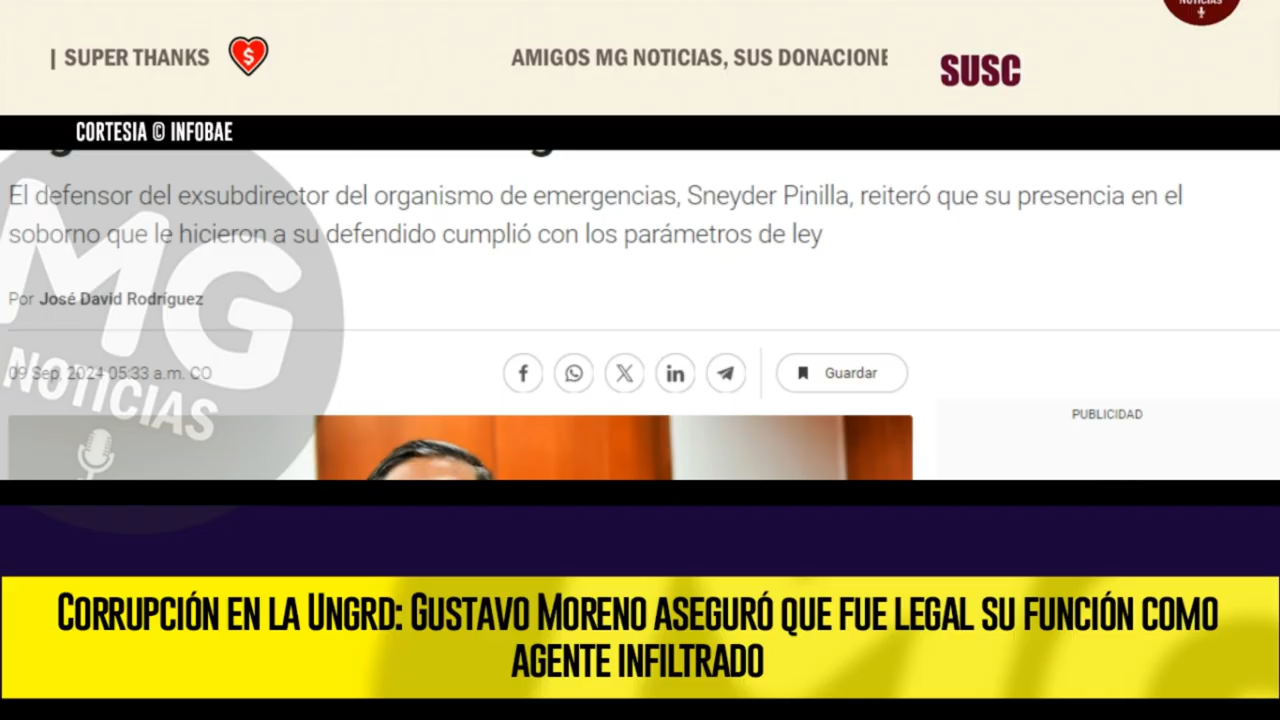 NOTICIAS
| SUPER THANKS
AMIGOS MG NOTICIAS, SUS DONACIONE
SUSC
CORTESIA © INFOBAE
El defensor del exsubdirector del organismo de emergencias, Sneyder Pinilla, reiteró que su presencia en el
soborno que le hicieron a su defendido cumplió con los parámetros de ley
Por José David Rodríguez
MG
NOTICIAS
09 Sep, 2024 05:33 a.m. CO
Guardar
PUBLICIDAD
CORRUPCIÓN EN LA UNGRD: GUSTAVO MORENO ASEGURÓ QUE FUE LEGAL SU FUNCIÓN COMO
AGENTE INFILTRADO